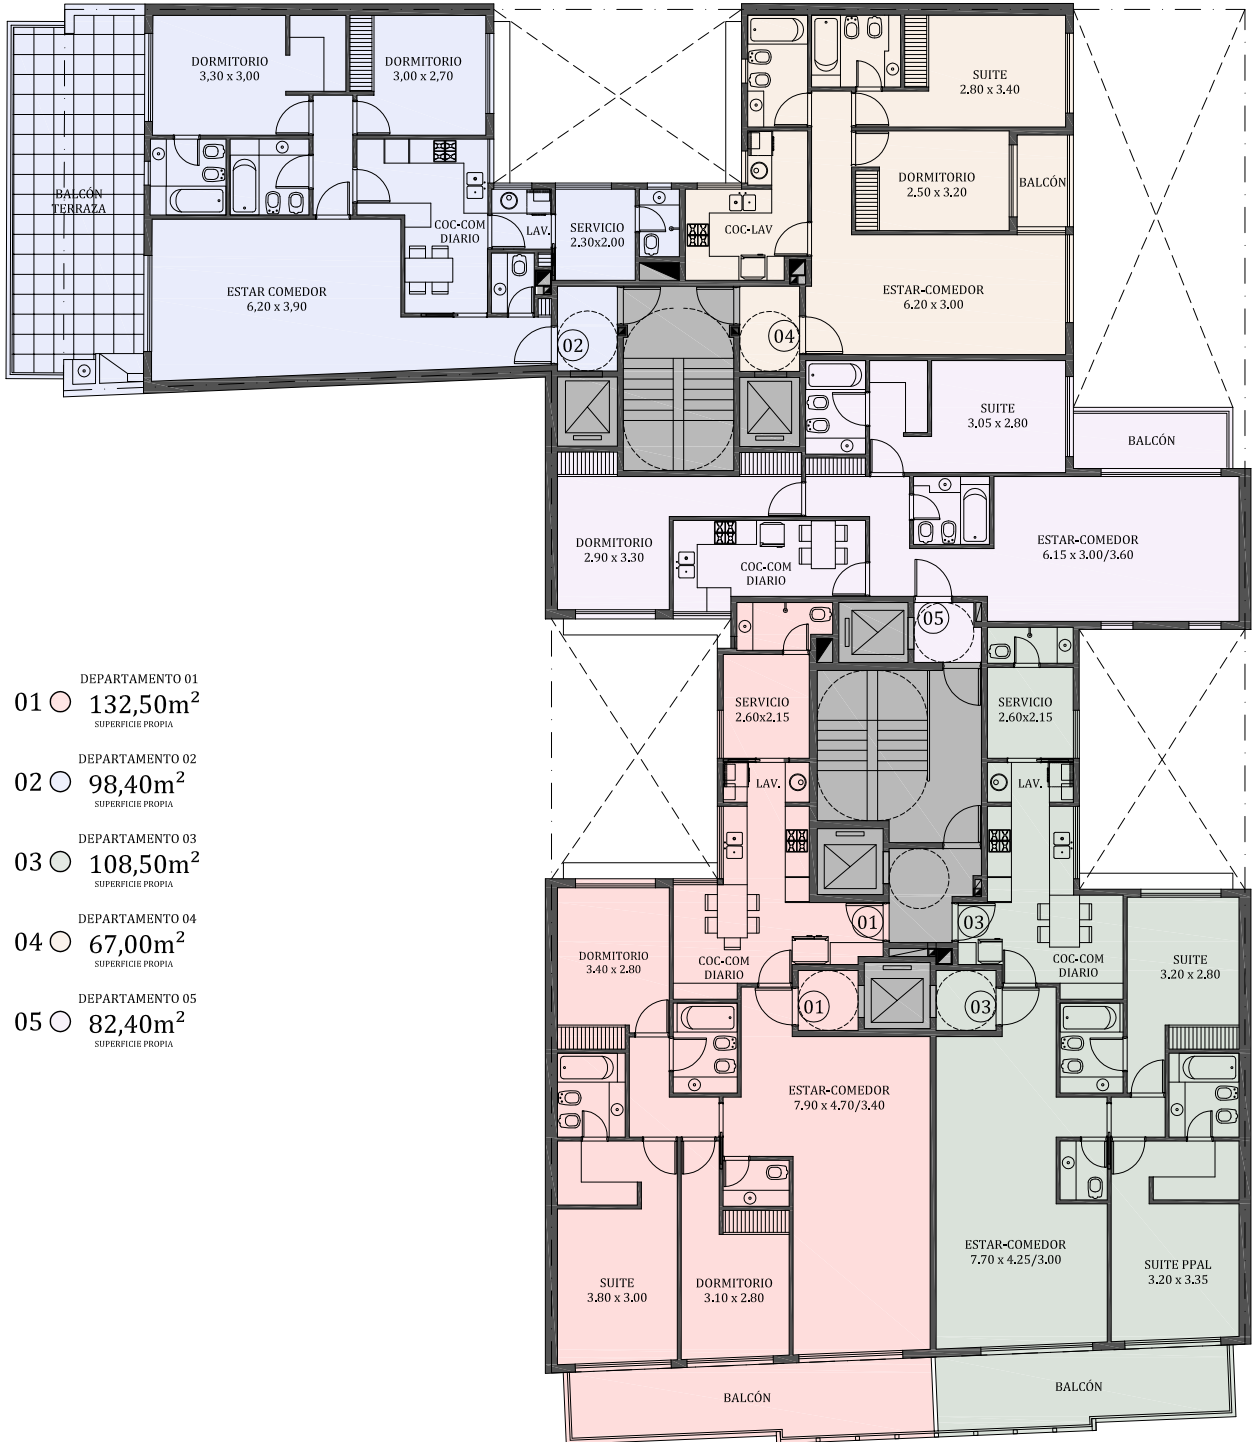 DORMITORIO
3,30 x 3,00
DORMITORIO
3,00 x 2,70
SUITE
2.80 x 3.40
BALCÓN
TERRAZA
DORMITORIO
2.50 x 3.20
BALCÓN
COC-COM
DIARIO
LAV.
SERVICIO
2.30x2.00
COC-LAV
ESTAR COMEDOR
6,20 x 3,90
ESTAR-COMEDOR
6.20 x 3.00
02
04
SUITE
3.05 x 2.80
BALCÓN
DORMITORIO
2.90 x 3.30
COC-COM
DIARIO
ESTAR-COMEDOR
6.15 x 3.00/3.60
05
DEPARTAMENTO 01
01 132,50m²
SUPERFICIE PROPIA
DEPARTAMENTO 02
02 98,40m²
SUPERFICIE PROPIA
DEPARTAMENTO 03
03 108,50m²
SUPERFICIE PROPIA
DEPARTAMENTO 04
04 67,00m²
SUPERFICIE PROPIA
DEPARTAMENTO 05
05 82,40m²
SUPERFICIE PROPIA
SERVICIO
2.60x2.15
SERVICIO
2.60x2.15
LAV.
LAV.
01
03
DORMITORIO
3.40 x 2.80
COC-COM
DIARIO
COC-COM
DIARIO
SUITE
3.20 x 2.80
01
03
ESTAR-COMEDOR
7.90 x 4.70/3.40
ESTAR-COMEDOR
7.70 x 4.25/3.00
SUITE PPAL
3.20 x 3.35
SUITE
3.80 x 3.00
DORMITORIO
3.10 x 2.80
BALCÓN
BALCÓN